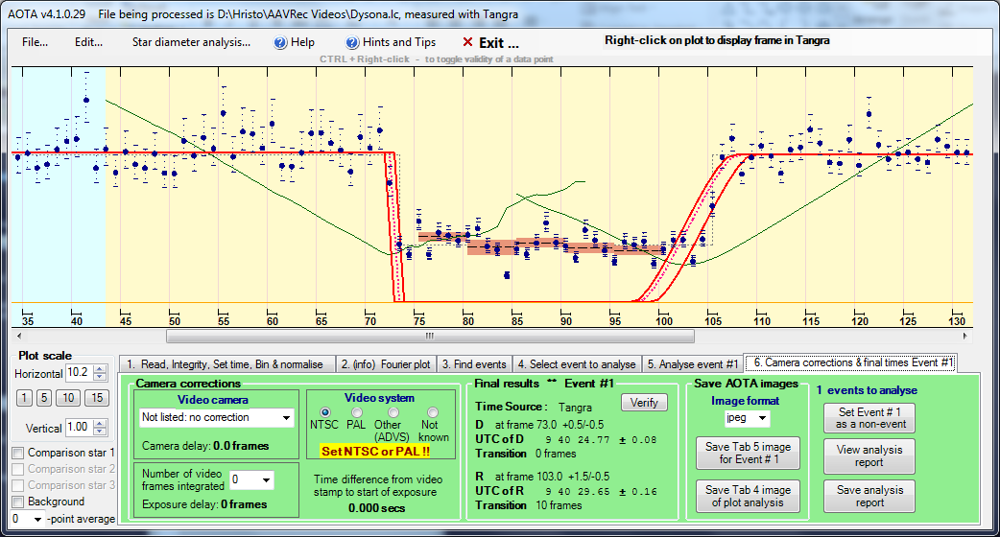 AOTA v4.1.0.29 File being processed is D:\Hristo\AAVRec Videos\Dysona.lc, measured with Tangra
File... Edit... Star diameter analysis... Help Hints and Tips Exit ... Right-click on plot to display frame in Tangra
CTRL + Right-click - to toggle validity of a data point
35 40 45 50 55 60 65 70 75 80 85 90 95 100 105 110 115 120 125 130
Plot scale
Horizontal 10.2
1 5 10 15
Vertical 1.00
Comparison star 1
Comparison star 2
Comparison star 3
Background
0 -point average
1. Read, Integrity, Set time, Bin & normalise 2. (info) Fourier plot 3. Find events 4. Select event to analyse 5. Analyse event #1 6. Camera corrections & final times Event #1
Camera corrections
Video camera
Not listed: no correction
Camera delay: 0.0 frames
Number of video
frames integrated 0
Exposure delay: 0 frames
Video system
NTSC PAL Other
(ADVS) Not
known
Set NTSC or PAL !!
Time difference from video
stamp to start of exposure
0.000 secs
Final results ** Event #1
Time Source : Tangra Verify
D at frame 73.0 +0.5/-0.5
UTC of D 9 40 24.77 ± 0.08
Transition 0 frames
R at frame 103.0 +1.5/-0.5
UTC of R 9 40 29.65 ± 0.16
Transition 10 frames
Save AOTA images
Image format
jpeg
Save Tab 5 image
for Event # 1
Save Tab 4 image
of plot analysis
1 events to analyse
Set Event # 1
as a non-event
View analysis
report
Save analysis
report